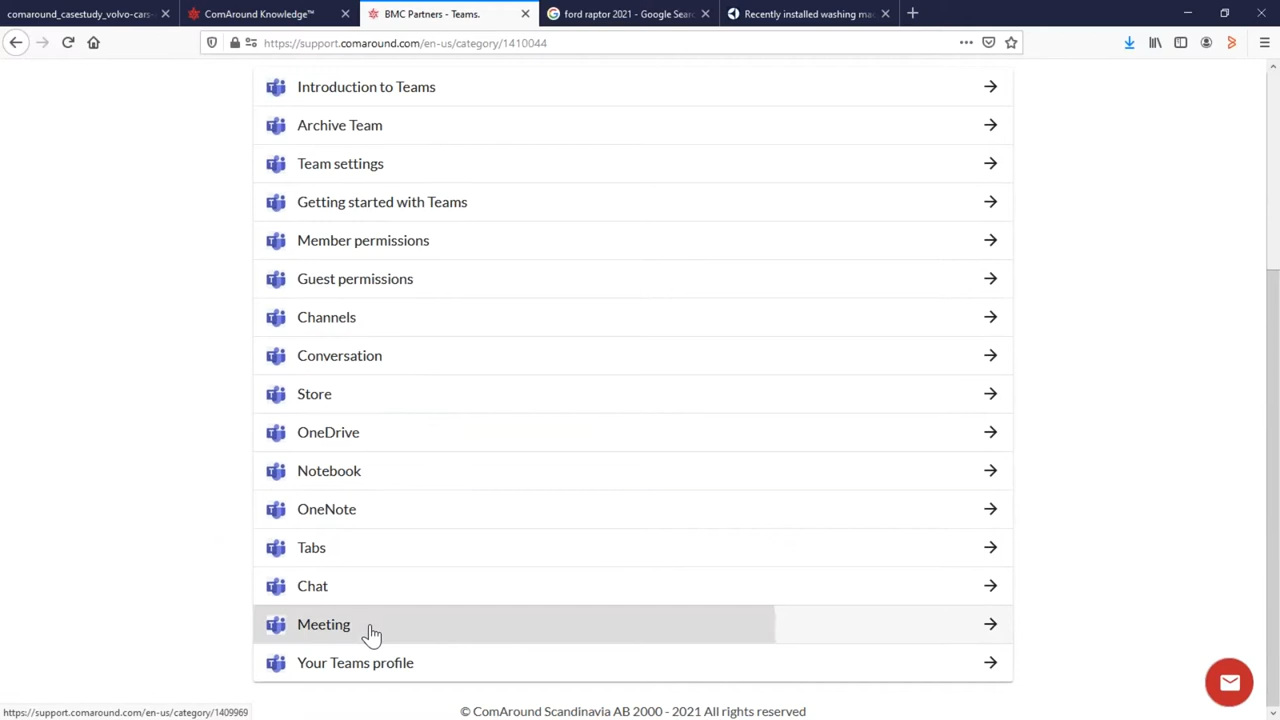 comaround_casestudy_volvo-cars-
ComAround Knowledge™
BMC Partners - Teams.
ford raptor 2021 - Google Sear
Recently installed washing ma
https://support.comaround.com/en-us/category/1410044
Introduction to Teams
Archive Team
Team settings
Getting started with Teams
Member permissions
Guest permissions
Channels
Conversation
Store
OneDrive
Notebook
OneNote
Tabs
Chat
Meeting
Your Teams profile
https://support.comaround.com/en-us/category/1409969
© ComAround Scandinavia AB 2000 - 2021 All rights reserved